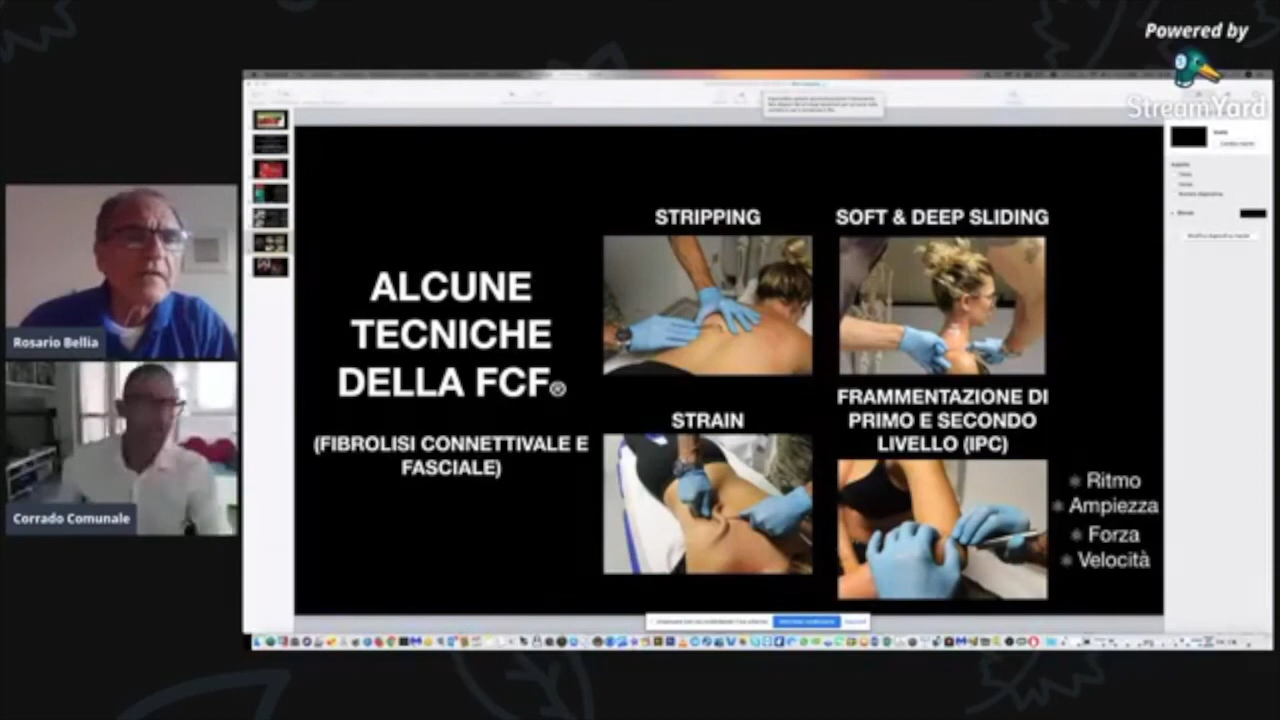 Powered by
StreamYard
STRIPPING
SOFT & DEEP SLIDING
ALCUNE
TECNICHE
DELLA FCF®
(FIBROLISI CONNETTIVALE E
FASCIALE)
STRAIN
FRAMMENTAZIONE DI
PRIMO E SECONDO
LIVELLO (IPC)
Ritmo
Ampiezza
Forza
Velocità
Rosario Bellia
Corrado Comunale